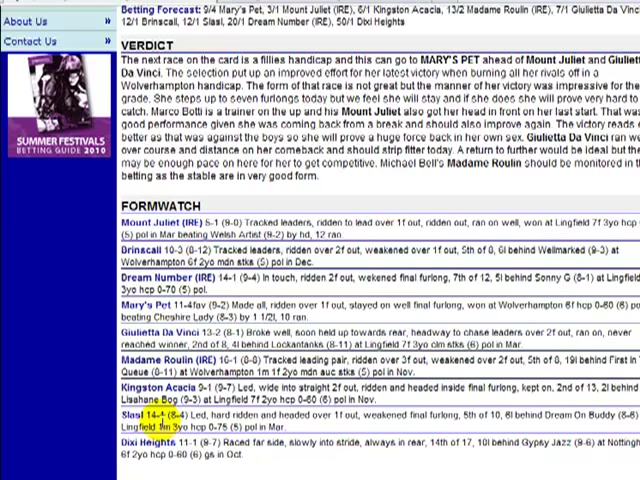 About Us »
Contact Us »
SUMMER FESTIVALS
BETTING GUIDE 2010
Betting Forecast: 9/4 Mary's Pet, 3/1 Mount Juliet (IRE), 6/1 Kingston Acacia, 13/2 Madame Roulin (IRE), 7/1 Giulietta Da Vinci,
12/1 Brinscall, 12/1 Slasl, 20/1 Dream Number (IRE), 50/1 Dixi Heights
VERDICT
The next race on the card is a fillies handicap and this can go to MARY'S PET ahead of Mount Juliet and Giuliett
Da Vinci. The selection put up an improved effort for her latest victory when burning all her rivals off in a
Wolverhampton handicap. The form of that race is not great but the manner of her victory was impressive for the
grade. She steps up to seven furlongs today but we feel she will stay and if she does she will prove very hard to
catch. Marco Botti is a trainer on the up and his Mount Juliet also got her head in front on her last start. That was
good performance given she was coming back from a break and should also improve again. The victory reads e
better as that was against the boys so she will prove a huge force back in her own sex. Giulietta Da Vinci ran we
over course and distance on her comeback and should strip fitter today. A return to further would be ideal but the
may be enough pace on here for her to get competitive. Michael Bell's Madame Roulin should be monitored in th
betting as the stable are in very good form.
FORMWATCH
Mount Juliet (IRE) 5-1 (9-0) Tracked leaders, ridden to lead over 1f out, ridden out, ran on well, won at Lingfield 7f 3yo hcp
(5) pol in Mar beating Welsh Artist (9-2) by hd, 12 ran.
Brinscall 10-3 (8-12) Tracked leaders, ridden over 2f out, weakened over 1f out, 5th of 8, 6l behind Wellmarked (9-3) at
Wolverhampton 6f 2yo mdn stks (5) pol in Dec.
Dream Number (IRE) 14-1 (9-4) In touch, ridden 2f out, wekened final furlong, 7th of 12, 5l behind Sonny G (8-1) at Lingfield
3yo hcp 0-70 (5) pol.
Mary's Pet 11-4fav (9-2) Made all, ridden over 1f out, stayed on well final furlong, won at Wolverhampton 6f hcp 0-60 (6) po
beating Cheshire Lady (8-3) by 1 1/2l, 10 ran.
Giulietta Da Vinci 13-2 (8-1) Broke well, soon held up towards rear, headway to chase leaders over 2f out, ran on, never
reached winner, 2nd of 8, 4l behind Lockantanks (8-11) at Lingfield 7f 3yo clm stks (6) pol in Mar.
Madame Roulin (IRE) 16-1 (8-8) Tracked leading pair, ridden over 3f out, weakened over 2f out, 5th of 8, 19l behind First In
Queen (8-11) at Wolverhampton 1m 1f 2yo mdn auc stks (5) pol in Nov.
Kingston Acacia 9-1 (9-7) Led, wide into straight 2f out, ridden and headed inside final furlong, kept on, 2nd of 13, 2l behind
Lisahane Bog (9-3) at Lingfield 7f 2yo hcp 0-60 (6) pol in Nov.
Slasl 14-1 (8-4) Led, hard ridden and headed over 1f out, weakened final furlong, 5th of 10, 6l behind Dream On Buddy (8-6)
Lingfield 1m 3yo hcp 0-75 (5) pol in Mar.
Dixi Heights 11-1 (9-7) Raced far side, slowly into stride, always in rear, 14th of 17, 10l behind Gypsy Jazz (9-6) at Nottingh
6f 2yo hcp 0-60 (6) gs in Oct.